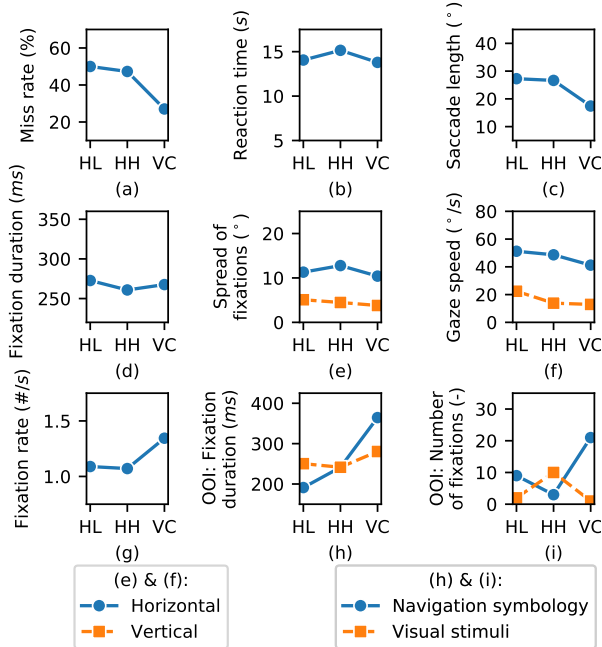 Miss rate (%)
60
40
20
HL HH VC
(a)
Reaction time (s)
15
10
5
HL HH VC
(b)
Saccade length (°)
40
30
20
10
HL HH VC
(c)
Fixation duration (ms)
350
300
250
HL HH VC
(d)
Spread of
fixations (°)
20
10
0
HL HH VC
(e)
Gaze speed (°/s)
80
60
40
20
0
HL HH VC
(f)
Fixation rate (#/s)
1.5
1.0
HL HH VC
(g)
OOI: Fixation
duration (ms)
400
300
200
HL HH VC
(h)
OOI: Number
of fixations (-)
30
20
10
0
HL HH VC
(i)
(e) & (f):
Horizontal
Vertical
(h) & (i):
Navigation symbology
Visual stimuli